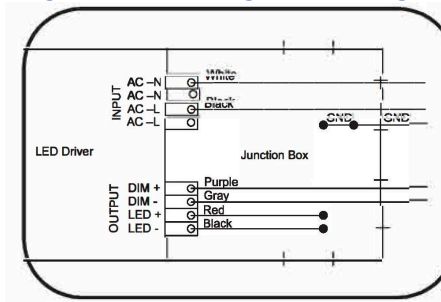 INPUT
AC –N White
AC –N
AC –L Black
AC –L
GND GND
LED Driver
Junction Box
OUTPUT
DIM + Purple
DIM - Gray
LED + Red
LED - Black